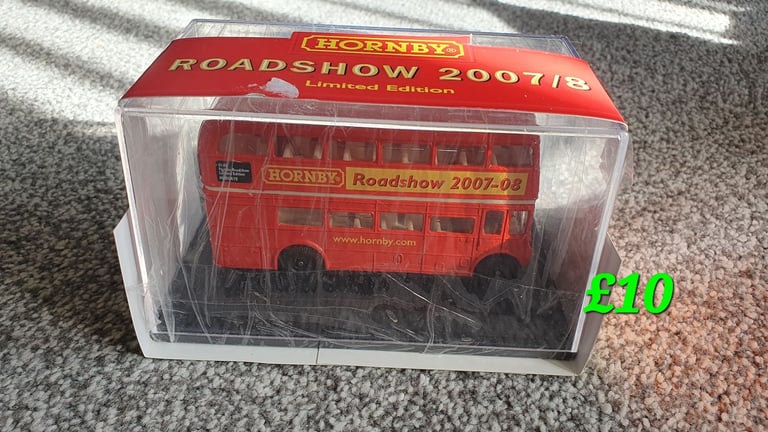 HORNBY®
ROADSHOW 2007/8
Limited Edition
HORNBY Roadshow 2007-08
www.hornby.com
£10